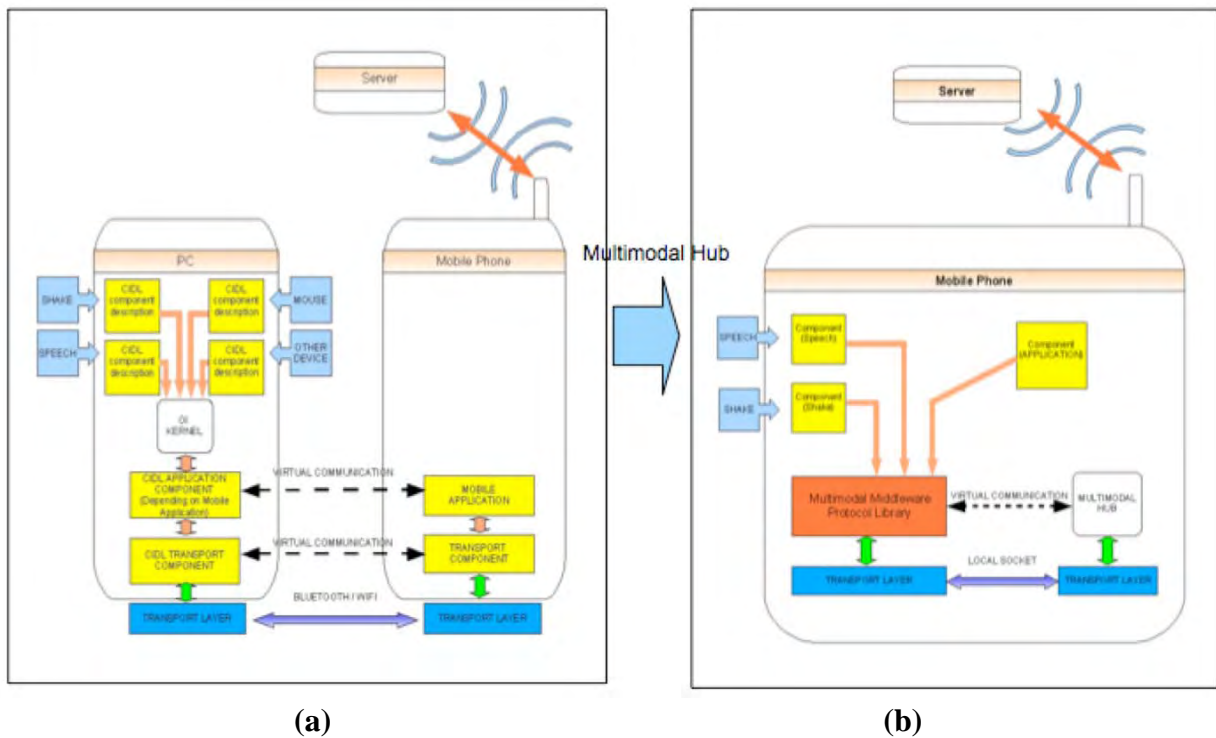 Server
PC
Mobile Phone
SHAKE
CIDL
component
description
CIDL
component
description
MOUSE
SPEECH
CIDL
component
description
CIDL
component
description
OTHER
DEVICE
OI
KERNEL
CIDL APPLICATION
COMPONENT
(Depending on Mobile
Application)
VIRTUAL COMMUNICATION
MOBILE
APPLICATION
CIDL TRANSPORT
COMPONENT
VIRTUAL COMMUNICATION
TRANSPORT
COMPONENT
BLUETOOTH / WIFI
TRANSPORT LAYER
TRANSPORT LAYER
(a)
Multimodal Hub
Server
Mobile Phone
SPEECH
Component
(Speech)
Component
(APPLICATION)
SHAKE
Component
(Shake)
Multimodal Middleware
Protocol Library
VIRTUAL COMMUNICATION
MULTIMODAL
HUB
LOCAL SOCKET
TRANSPORT LAYER
TRANSPORT LAYER
(b)